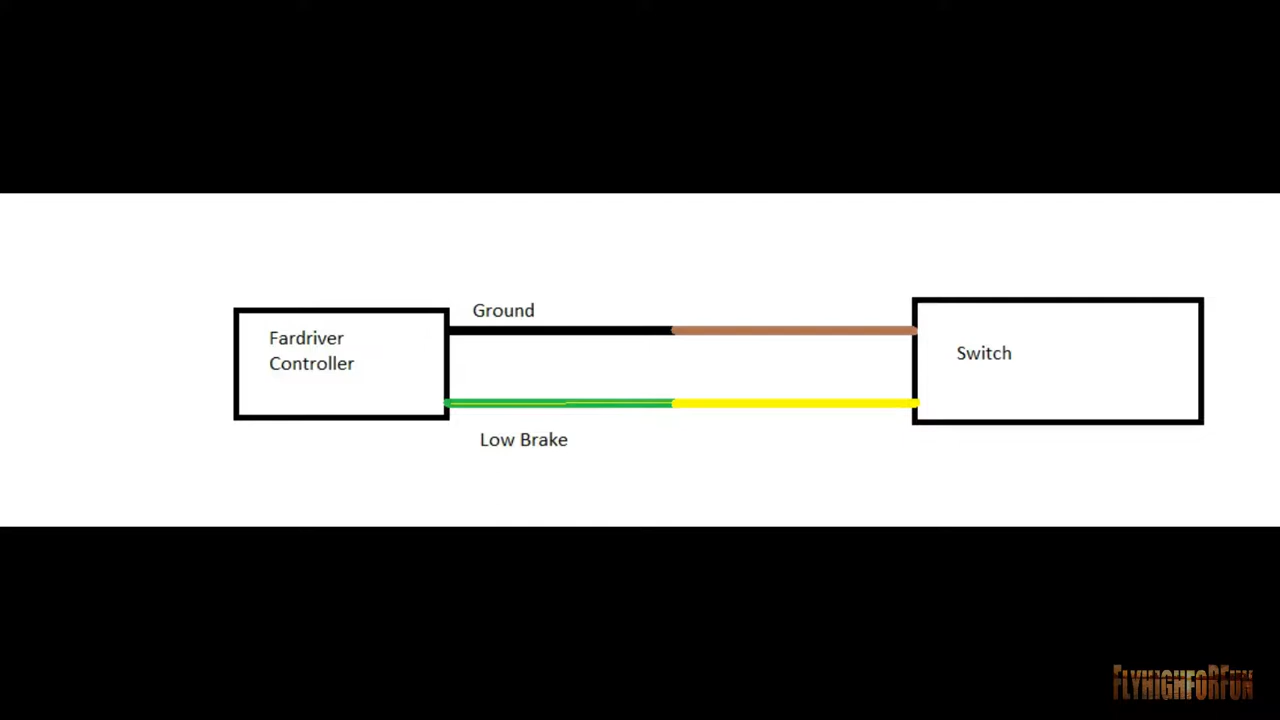 Ground
Fardriver
Controller
Switch
Low Brake
FLYHIGHFORFUN